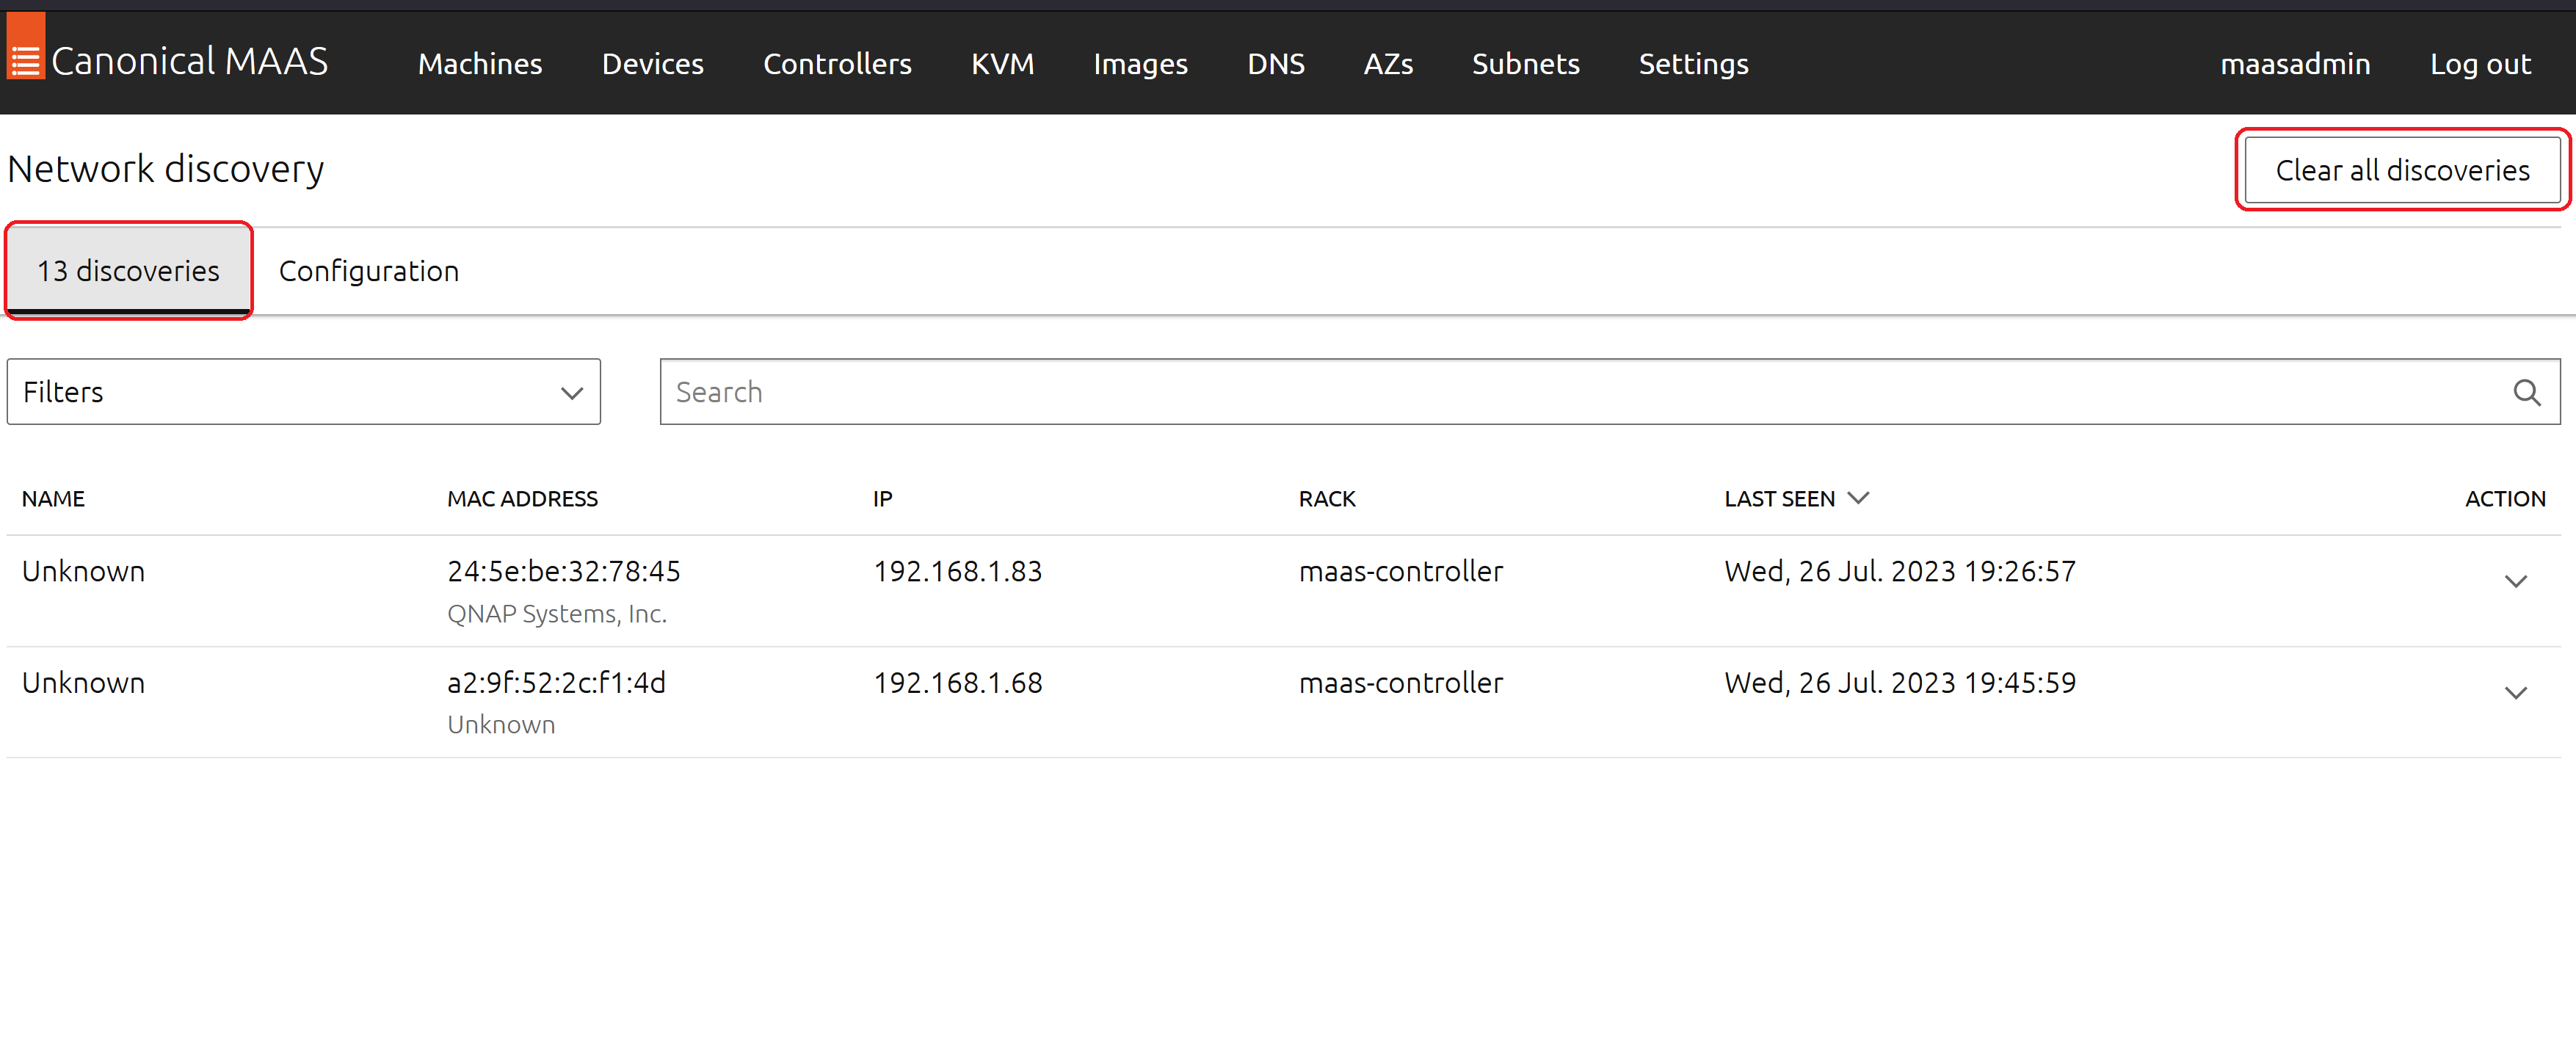 Canonical MAAS Machines Devices Controllers KVM Images DNS AZs Subnets Settings maasadmin Log out
Network discovery Clear all discoveries
13 discoveries Configuration
Filters Search
NAME MAC ADDRESS IP RACK LAST SEEN ACTION
Unknown 24:5e:be:32:78:45 192.168.1.83 maas-controller Wed, 26 Jul. 2023 19:26:57
QNAP Systems, Inc.
Unknown a2:9f:52:2c:f1:4d 192.168.1.68 maas-controller Wed, 26 Jul. 2023 19:45:59
Unknown